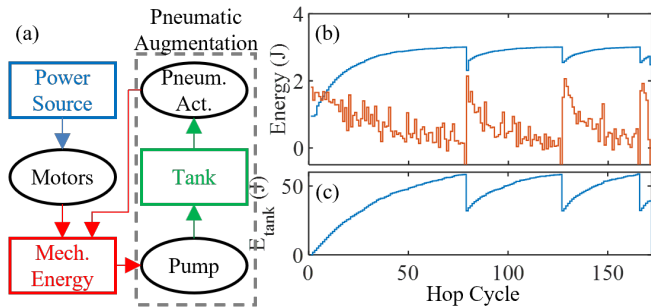 (a)
Pneumatic
Augmentation
Power
Source
Pneum.
Act.
Motors
Tank
Mech.
Energy
Pump
(b)
Energy (J)
4
2
0
(c)
E tank (J)
50
0
0
50
100
150
Hop Cycle